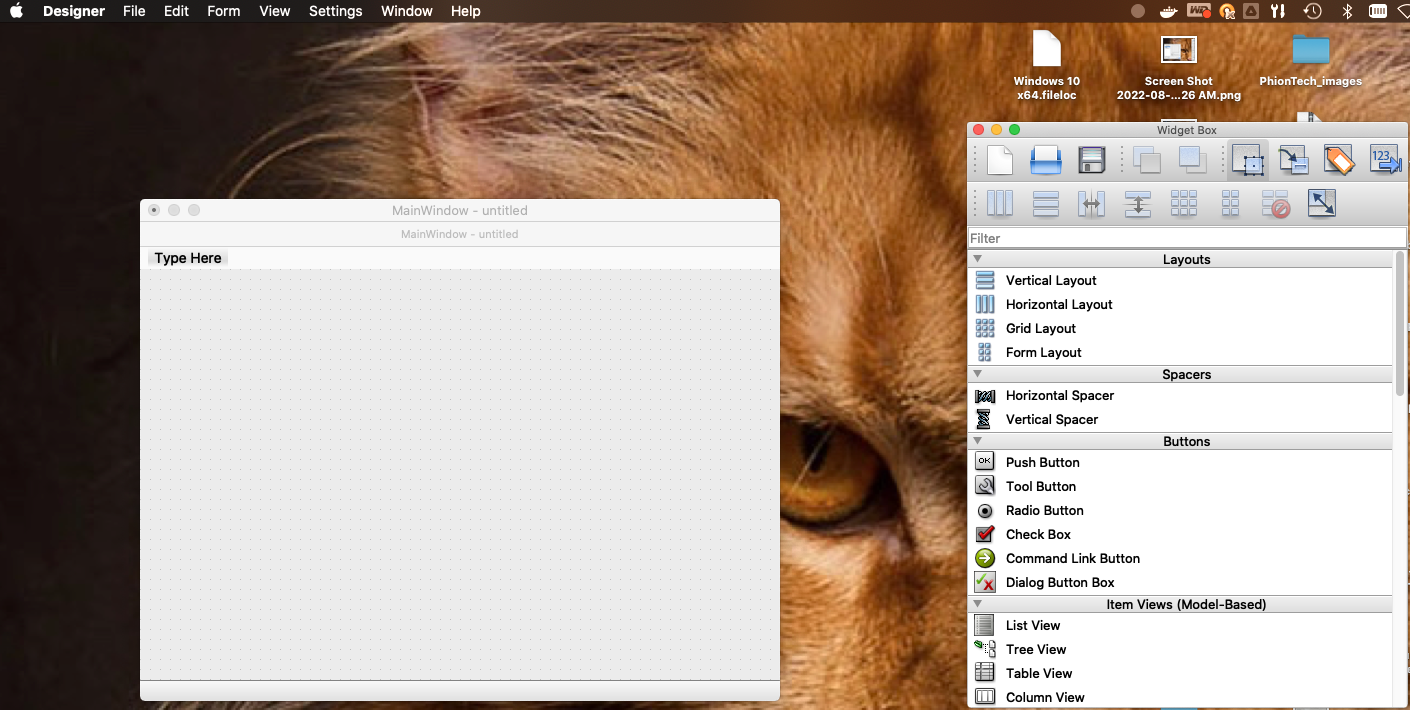 Designer File Edit Form View Settings Window Help
Windows 10
x64.fileloc
Screen Shot
2022-08-...26 AM.png
PhionTech_images
Widget Box
123
MainWindow - untitled
MainWindow - untitled
Type Here
Filter
Layouts
Vertical Layout
Horizontal Layout
Grid Layout
Form Layout
Spacers
Horizontal Spacer
Vertical Spacer
Buttons
OK
Push Button
Tool Button
Radio Button
Check Box
Command Link Button
Dialog Button Box
Item Views (Model-Based)
List View
Tree View
Table View
Column View